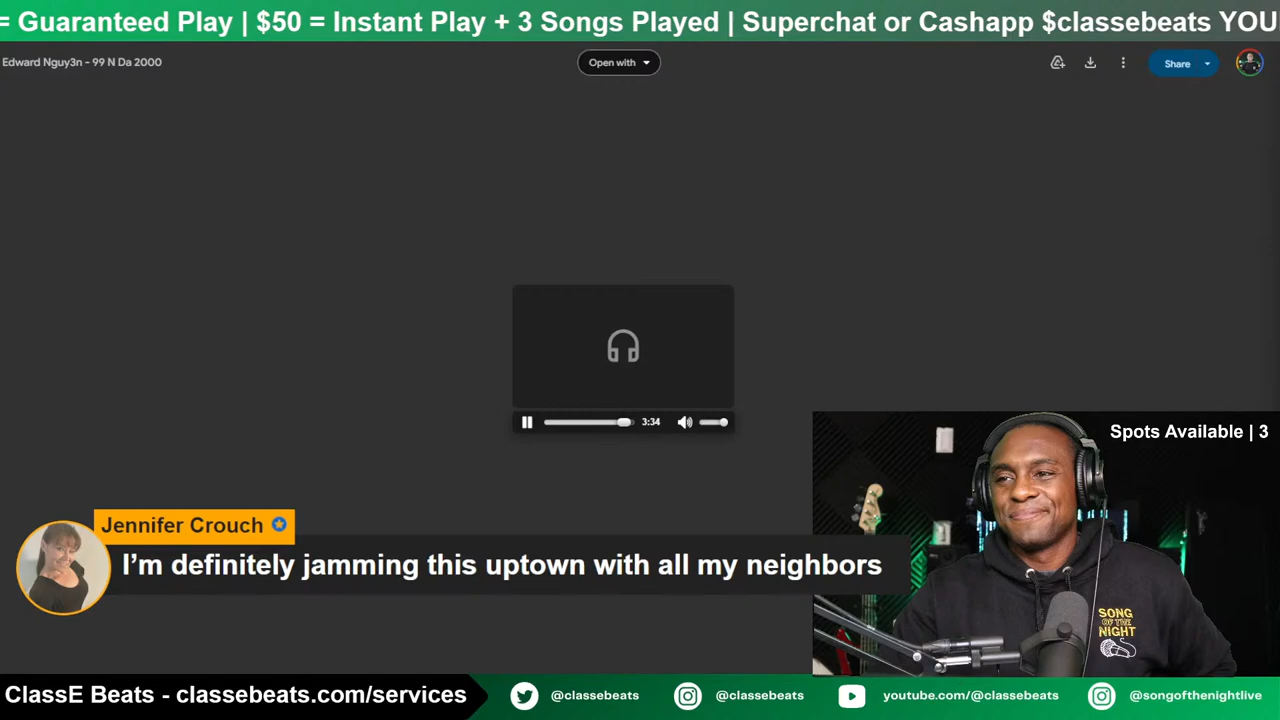 = Guaranteed Play | $50 = Instant Play + 3 Songs Played | Superchat or Cashapp $classebeats YOU
Edward Nguy3n - 99 N Da 2000
Open with
Share
3:34
Spots Available | 3
Jennifer Crouch
I’m definitely jamming this uptown with all my neighbors
SONG
OF THE
NIGHT
ClassE Beats - classebeats.com/services
@classebeats
@classebeats
youtube.com/@classebeats
@songofthenightlive